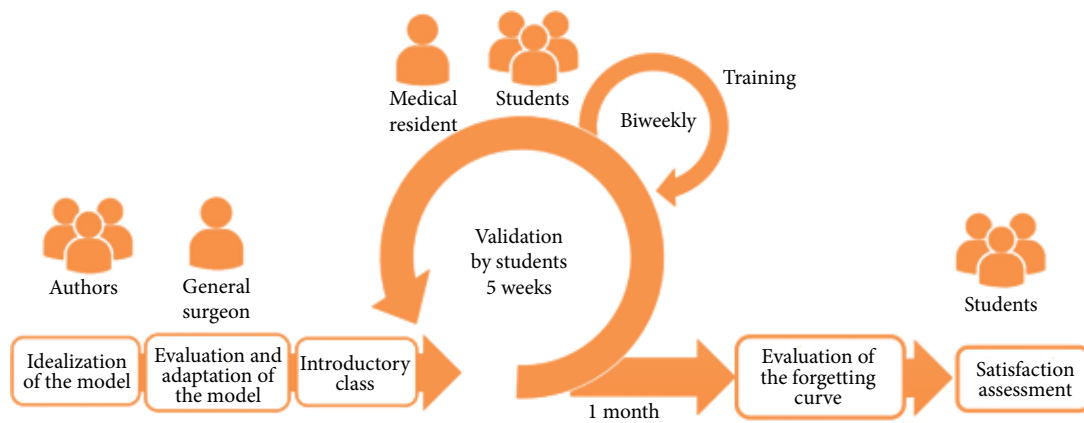 Medical
resident
Students
Training
Biweekly
Validation
by students
5 weeks
Authors
General
surgeon
Students
Idealization
of the model
Evaluation and
adaptation of
the model
Introductory
class
1 month
Evaluation of
the forgetting
curve
Satisfaction
assessment